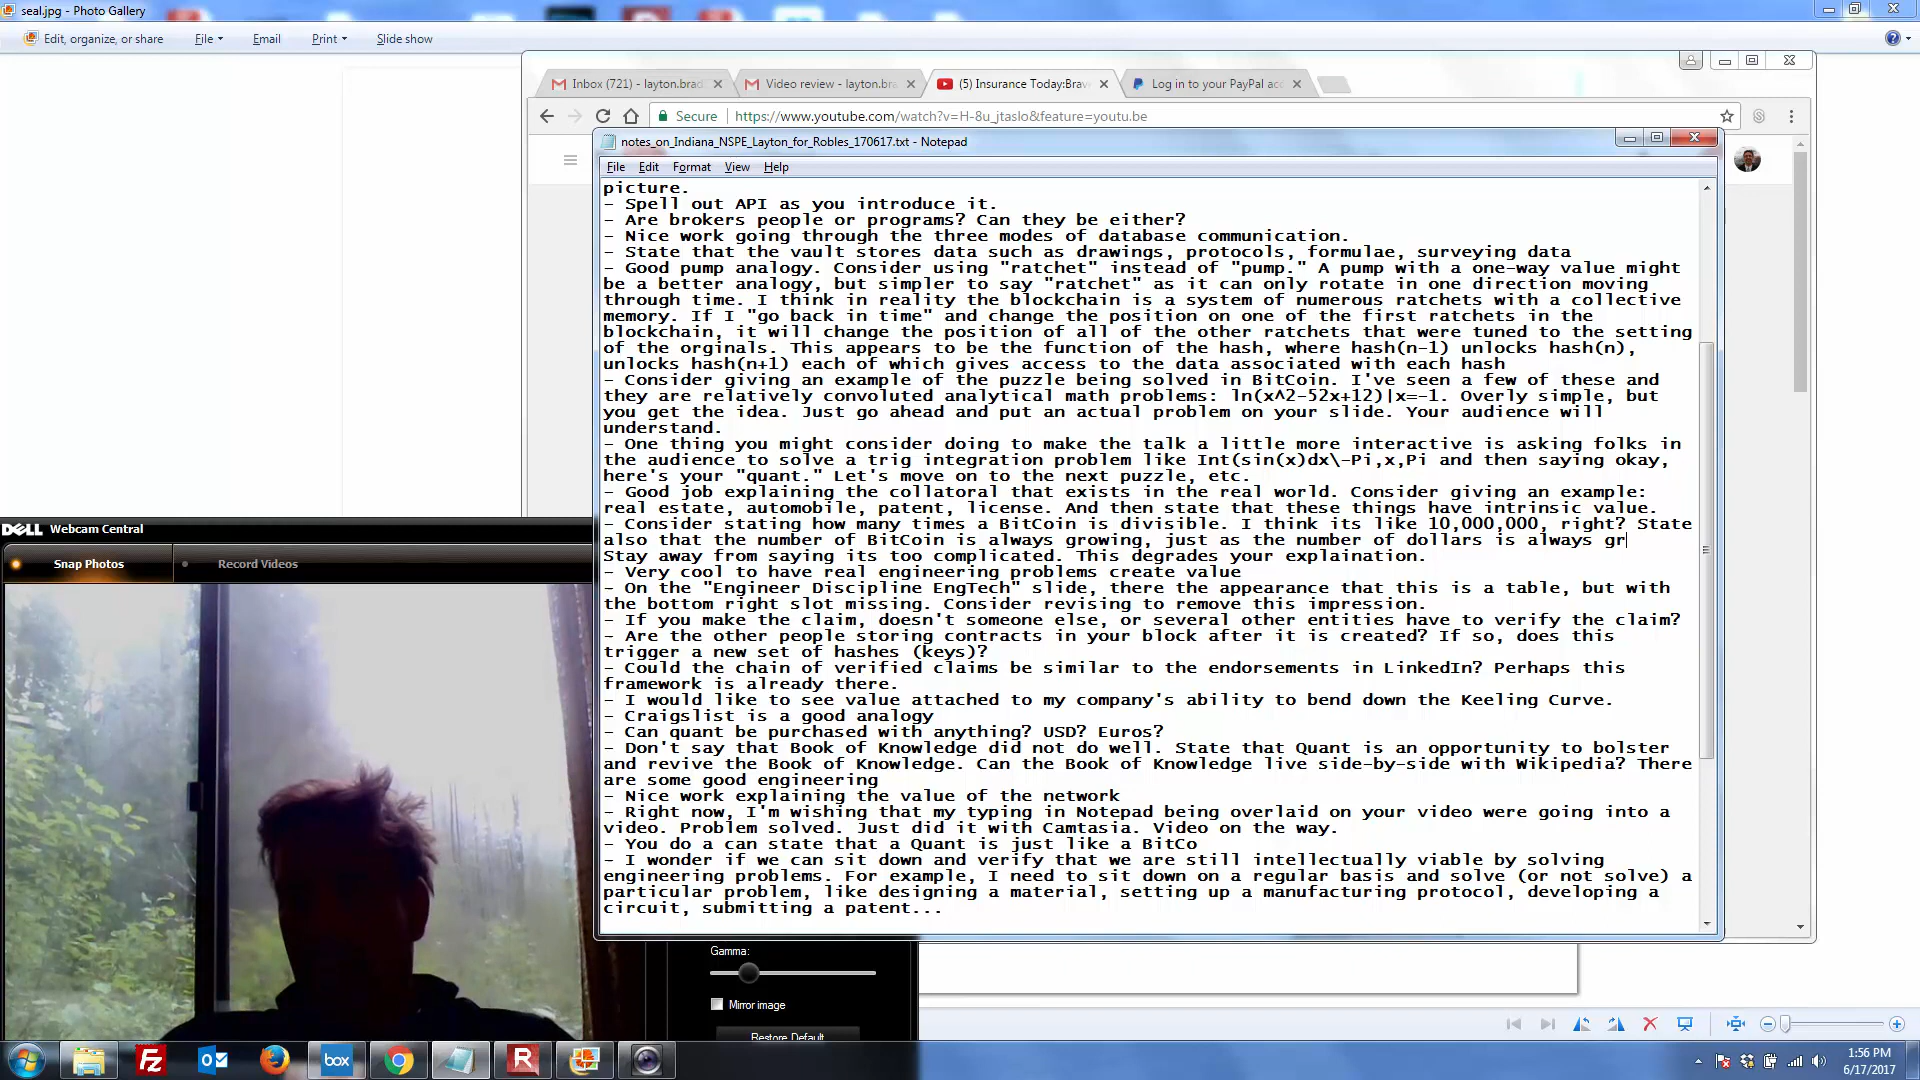 seal.jpg - Photo Gallery
Edit, organize, or share File Email Print Slide show
Inbox (721) - layton.brad Video review - layton.bra (5) Insurance Today:Brave Log in to your PayPal acc
Secure https://www.youtube.com/watch?v=H-8u_jtaslo&feature=youtu.be
notes_on_Indiana_NSPE_Layton_for_Robles_170617.txt - Notepad
File Edit Format View Help
picture.
- Spell out API as you introduce it.
- Are brokers people or programs? Can they be either?
- Nice work going through the three modes of database communication.
- State that the vault stores data such as drawings, protocols, formulae, surveying data
- Good pump analogy. Consider using "ratchet" instead of "pump." A pump with a one-way value might
be a better analogy, but simpler to say "ratchet" as it can only rotate in one direction moving
through time. I think in reality the blockchain is a system of numerous ratchets with a collective
memory. If I "go back in time" and change the position on one of the first ratchets in the
blockchain, it will change the position of all of the other ratchets that were tuned to the setting
of the orginals. This appears to be the function of the hash, where hash(n-1) unlocks hash(n),
unlocks hash(n+1) each of which gives access to the data associated with each hash
- Consider giving an example of the puzzle being solved in BitCoin. I've seen a few of these and
they are relatively convoluted analytical math problems: ln(x^2-52x+12)|x=-1. Overly simple, but
you get the idea. Just go ahead and put an actual problem on your slide. Your audience will
understand.
- One thing you might consider doing to make the talk a little more interactive is asking folks in
the audience to solve a trig integration problem like Int(sin(x)dx\-Pi,x,Pi and then saying okay,
here's your "quant." Let's move on to the next puzzle, etc.
- Good job explaining the collatoral that exists in the real world. Consider giving an example:
real estate, automobile, patent, license. And then state that these things have intrinsic value.
- Consider stating how many times a BitCoin is divisible. I think its like 10,000,000, right? State
also that the number of BitCoin is always growing, just as the number of dollars is always gr
Stay away from saying its too complicated. This degrades your explaination.
- Very cool to have real engineering problems create value
- On the "Engineer Discipline EngTech" slide, there the appearance that this is a table, but with
the bottom right slot missing. Consider revising to remove this impression.
- If you make the claim, doesn't someone else, or several other entities have to verify the claim?
- Are the other people storing contracts in your block after it is created? If so, does this
trigger a new set of hashes (keys)?
- Could the chain of verified claims be similar to the endorsements in LinkedIn? Perhaps this
framework is already there.
- I would like to see value attached to my company's ability to bend down the Keeling Curve.
- Craigslist is a good analogy
- Can quant be purchased with anything? USD? Euros?
- Don't say that Book of Knowledge did not do well. State that Quant is an opportunity to bolster
and revive the Book of Knowledge. Can the Book of Knowledge live side-by-side with Wikipedia? There
are some good engineering
- Nice work explaining the value of the network
- Right now, I'm wishing that my typing in Notepad being overlaid on your video were going into a
video. Problem solved. Just did it with Camtasia. Video on the way.
- You do a can state that a Quant is just like a BitCo
- I wonder if we can sit down and verify that we are still intellectually viable by solving
engineering problems. For example, I need to sit down on a regular basis and solve (or not solve) a
particular problem, like designing a material, setting up a manufacturing protocol, developing a
circuit, submitting a patent...
DELL Webcam Central
Snap Photos Record Videos
Gamma:
Mirror image
Restore Default
box
1:56 PM
6/17/2017